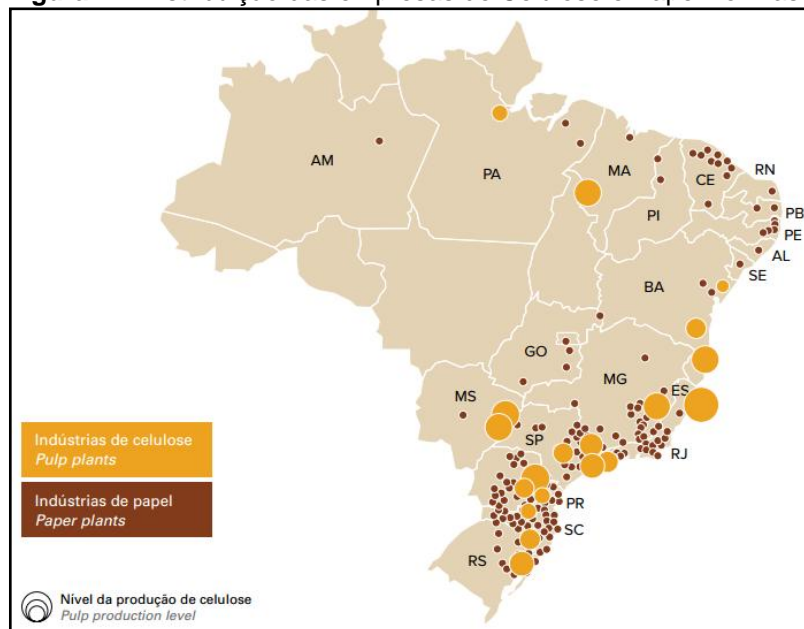 AM
PA
MA
CE
RN
PB
PI
PE
AL
SE
BA
GO
MG
MS
ES
SP
RJ
PR
SC
RS
Indústrias de celulose
Pulp plants
Indústrias de papel
Paper plants
Nível da produção de celulose
Pulp production level